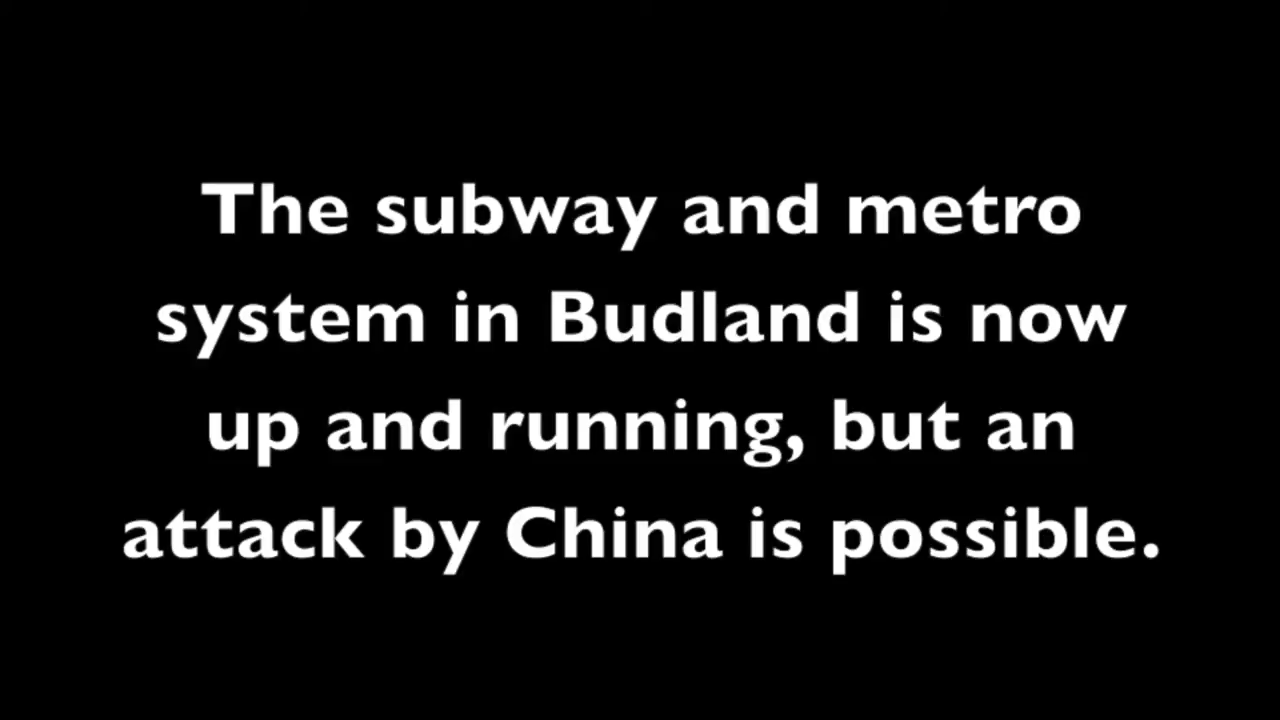 The subway and metro
system in Budland is now
up and running, but an
attack by China is possible.